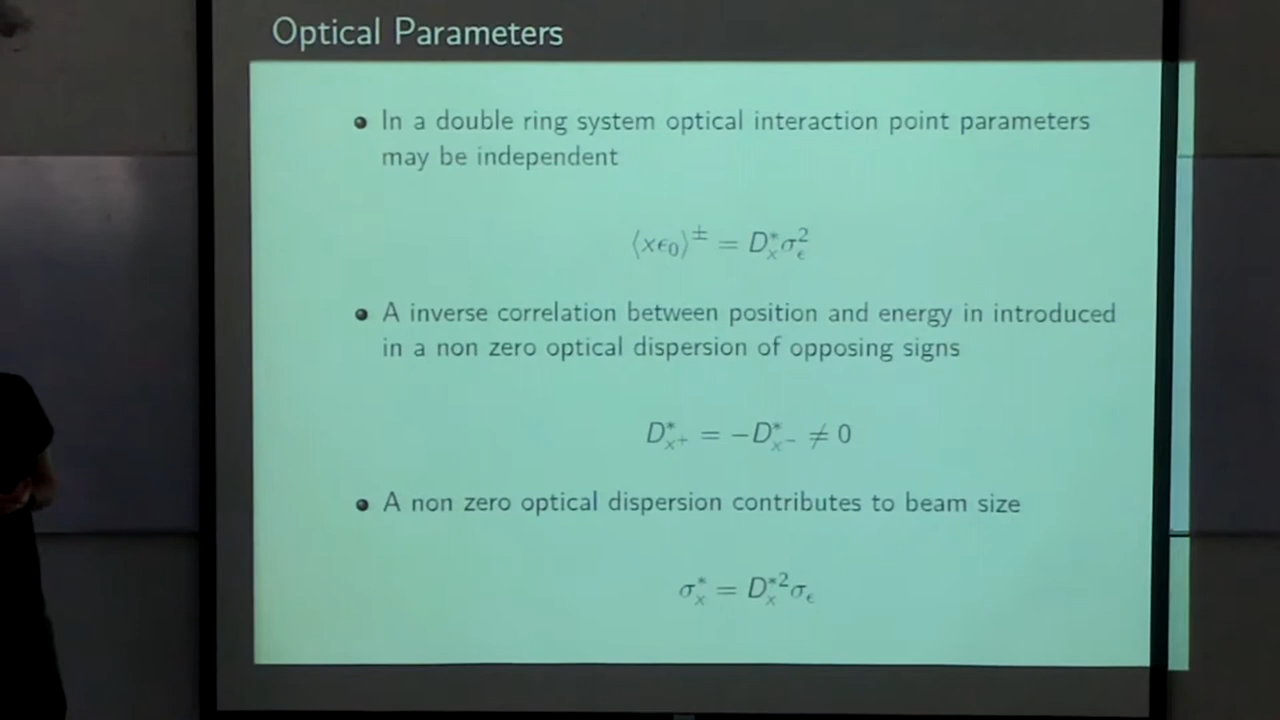 Optical Parameters
In a double ring system optical interaction point parameters
may be independent
⟨xϵ₀⟩^± = D*ₓσ²_ϵ
A inverse correlation between position and energy in introduced
in a non zero optical dispersion of opposing signs
D*_{x⁺} = −D*_{x⁻} ≠ 0
A non zero optical dispersion contributes to beam size
σ*ₓ = D*²ₓσ_ϵ